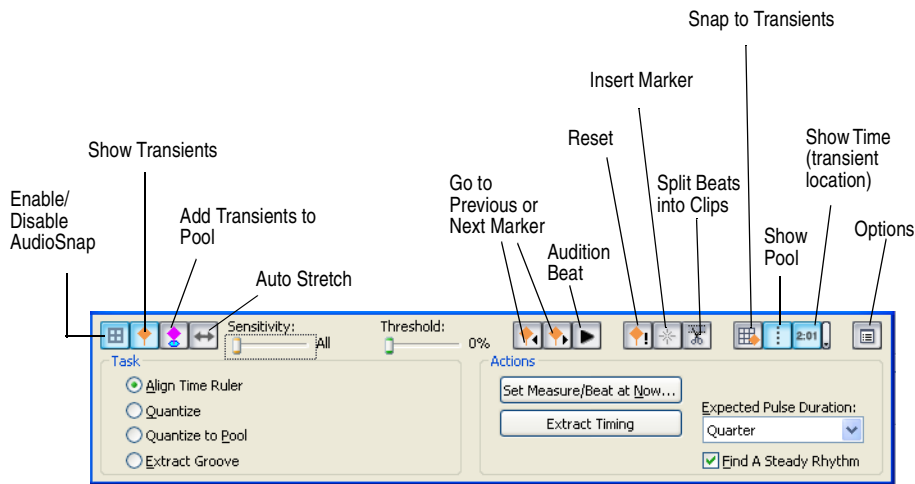 Snap to Transients
Insert Marker
Reset
Show Time
(transient
location)
Show Transients
Enable/
Disable
AudioSnap
Go to
Previous or
Next Marker
Split Beats
into Clips
Add Transients to
Pool
Show
Pool
Options
Audition
Beat
Auto Stretch
Sensitivity:
All
Threshold:
0%
2:01
Task
Align Time Ruler
Quantize
Quantize to Pool
Extract Groove
Actions
Set Measure/Beat at Now...
Extract Timing
Expected Pulse Duration:
Quarter
Find A Steady Rhythm